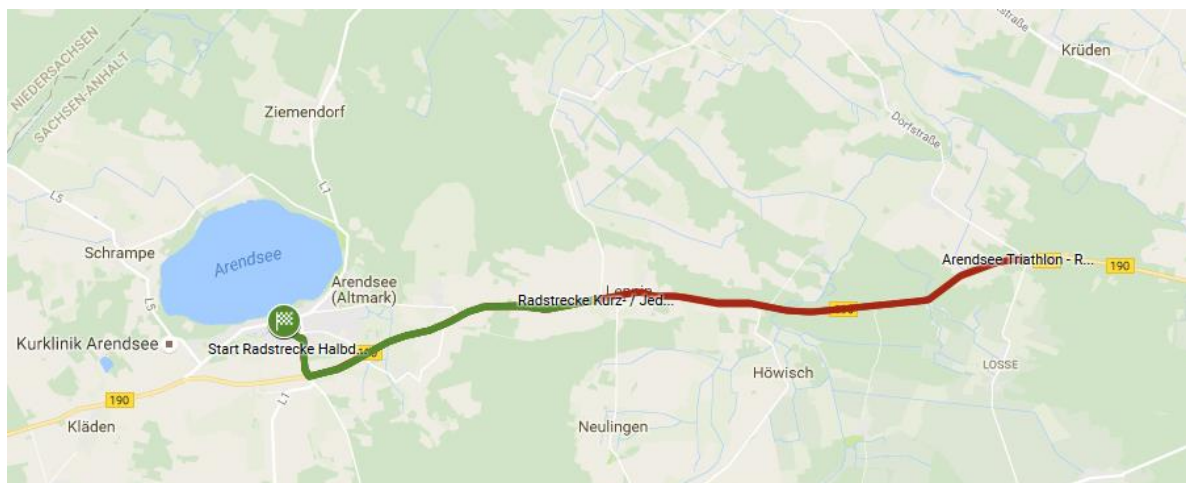 NIEDERSACHSEN
SACHSEN-ANHALT
Krüden
Ziemendorf
Dorfstraße
L5
L1
Schrampe
Arendsee
Arendsee
(Altmark)
Arendsee Triathlon - R...
190
190
L5
Radstrecke Kurz- / Jed...
Kurklinik Arendsee
Start Radstrecke Halbd...
LOSSE
Höwisch
190
L1
Kläden
Neulingen